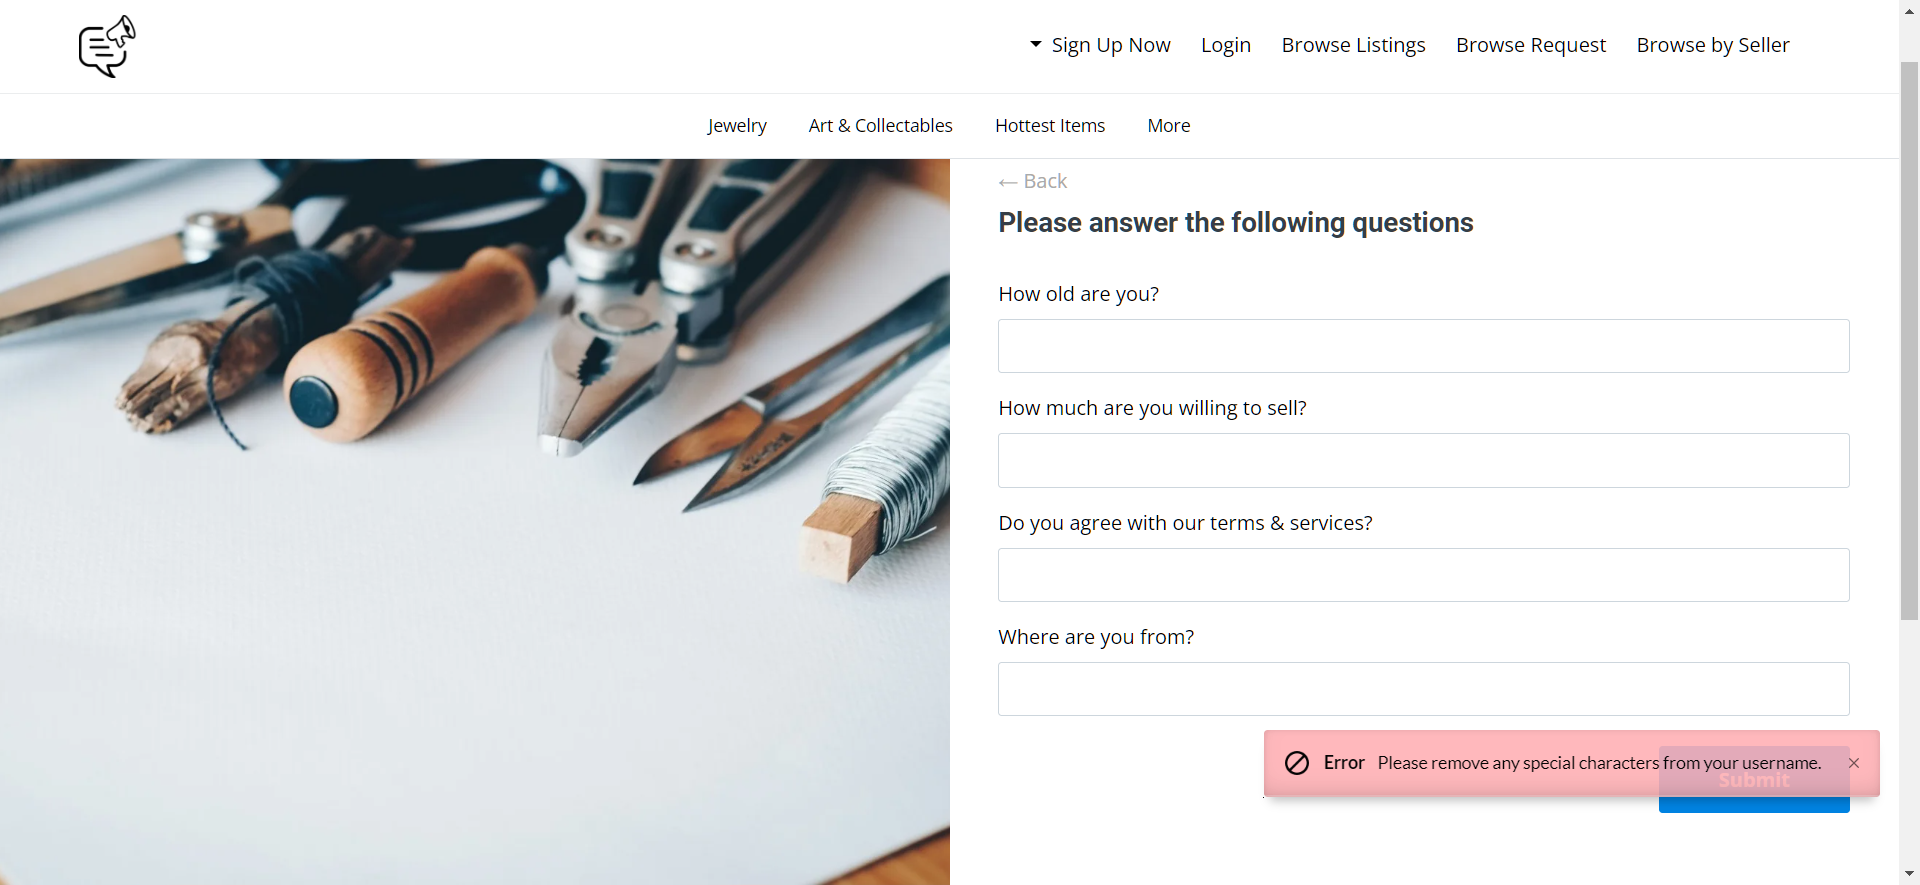 Sign Up Now Login Browse Listings Browse Request Browse by Seller
Jewelry Art & Collectables Hottest Items More
← Back
Please answer the following questions
How old are you?
How much are you willing to sell?
Do you agree with our terms & services?
Where are you from?
Error Please remove any special characters from your username. ×
Submit